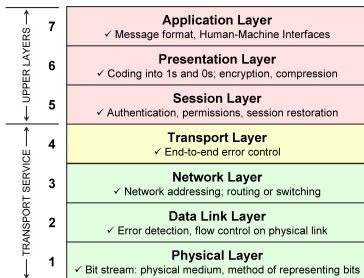 UPPER LAYERS
TRANSPORT SERVICE
7
Application Layer
✓ Message format, Human-Machine Interfaces
6
Presentation Layer
✓ Coding into 1s and 0s; encryption, compression
5
Session Layer
✓ Authentication, permissions, session restoration
4
Transport Layer
✓ End-to-end error control
3
Network Layer
✓ Network addressing; routing or switching
2
Data Link Layer
✓ Error detection, flow control on physical link
1
Physical Layer
✓ Bit stream: physical medium, method of representing bits